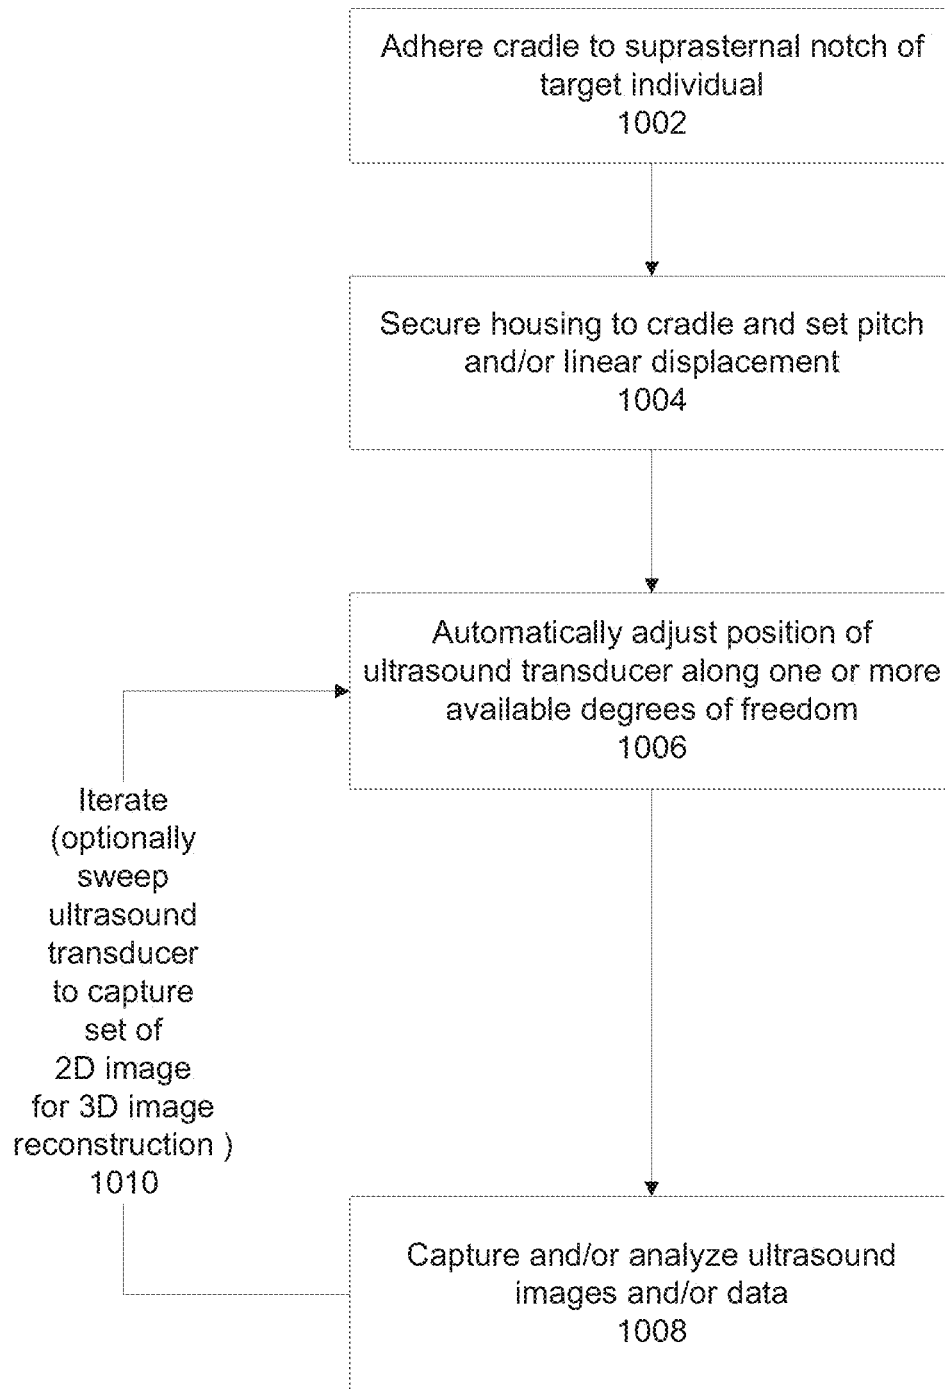 Adhere cradle to suprasternal notch of
target individual
1002
Secure housing to cradle and set pitch
and/or linear displacement
1004
Automatically adjust position of
ultrasound transducer along one or more
available degrees of freedom
1006
Iterate
(optionally
sweep
ultrasound
transducer
to capture
set of
2D image
for 3D image
reconstruction )
1010
Capture and/or analyze ultrasound
images and/or data
1008